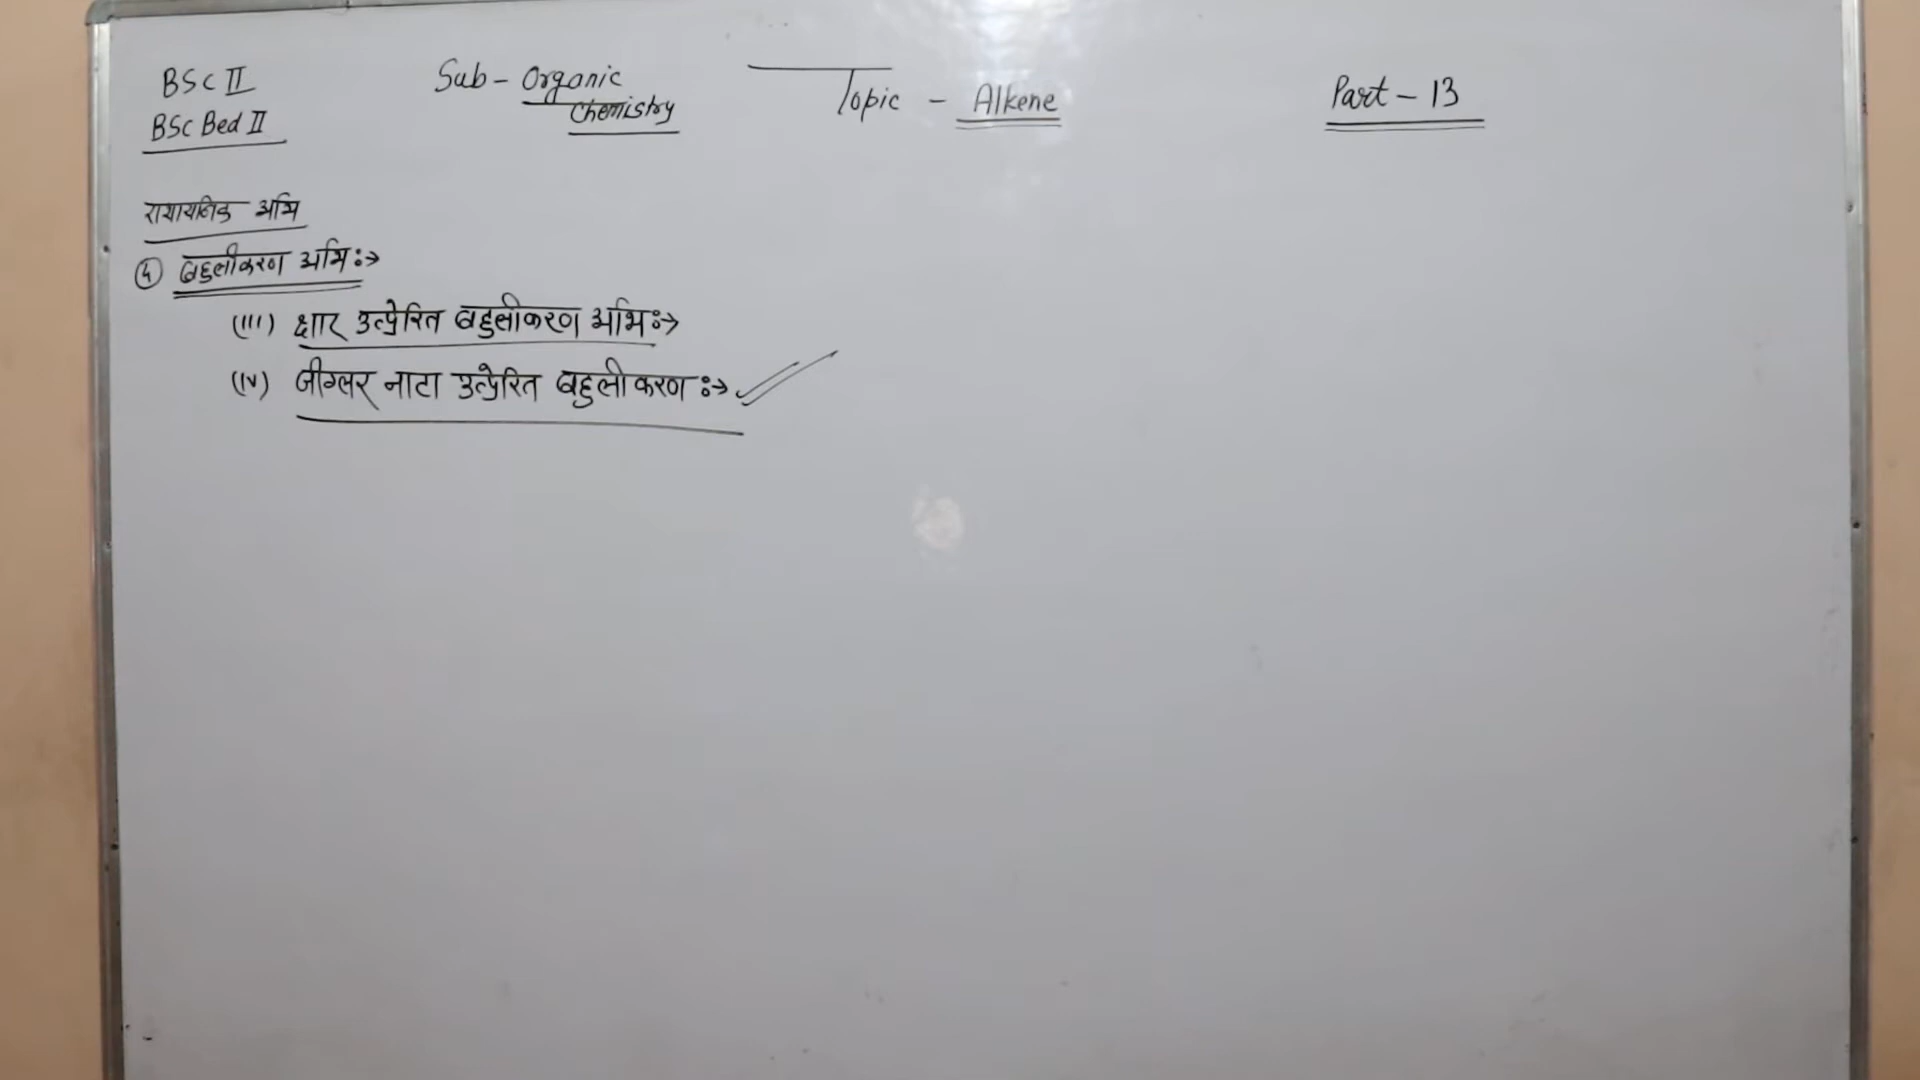 BSc II
BSc Bed II
Sub - Organic
Chemistry
Topic - Alkene
Part - 13
रासायनिक अभि
(4) बहुलीकरण अभि :→
(III) क्षार उत्प्रेरित बहुलीकरण अभि :→
(IV) जीग्लर नाटा उत्प्रेरित बहुलीकरण :→